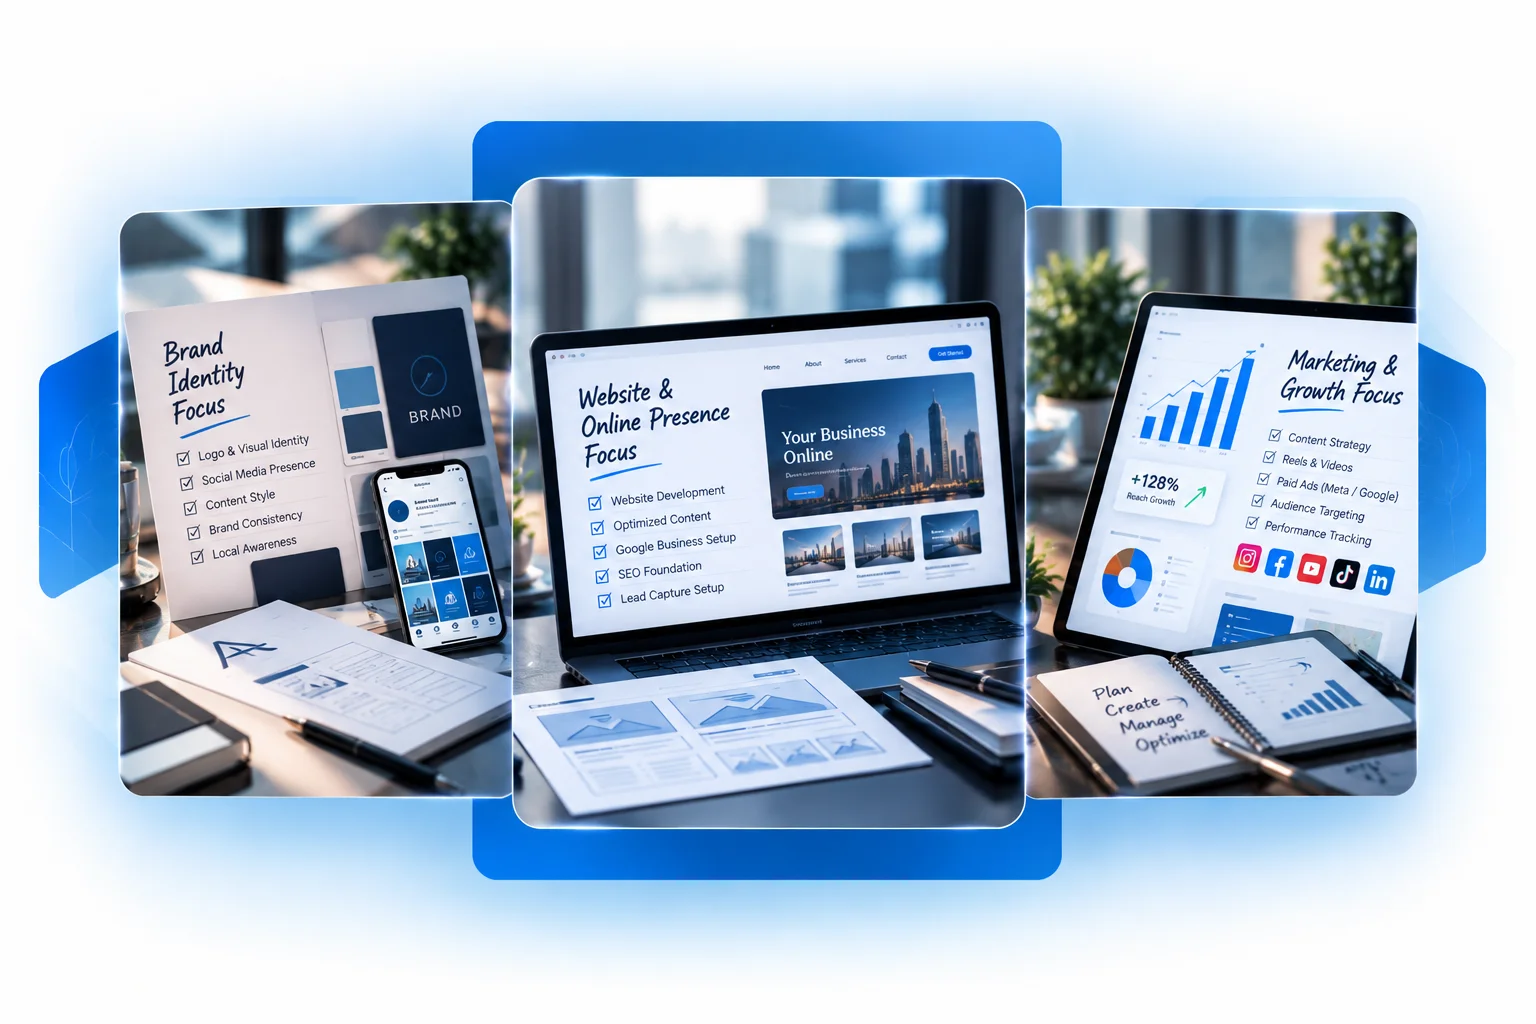 Brand
Identity
Focus
Logo & Visual Identity
Social Media Presence
Content Style
Brand Consistency
Local Awareness
BRAND
Website &
Online Presence
Focus
Website Development
Optimized Content
Google Business Setup
SEO Foundation
Lead Capture Setup
Home
About
Services
Contact
Get Started
Your Business
Online
Marketing &
Growth Focus
Content Strategy
Reels & Videos
Paid Ads (Meta / Google)
Audience Targeting
Performance Tracking
+128%
Reach Growth
in
Plan
Create
Manage
Optimize